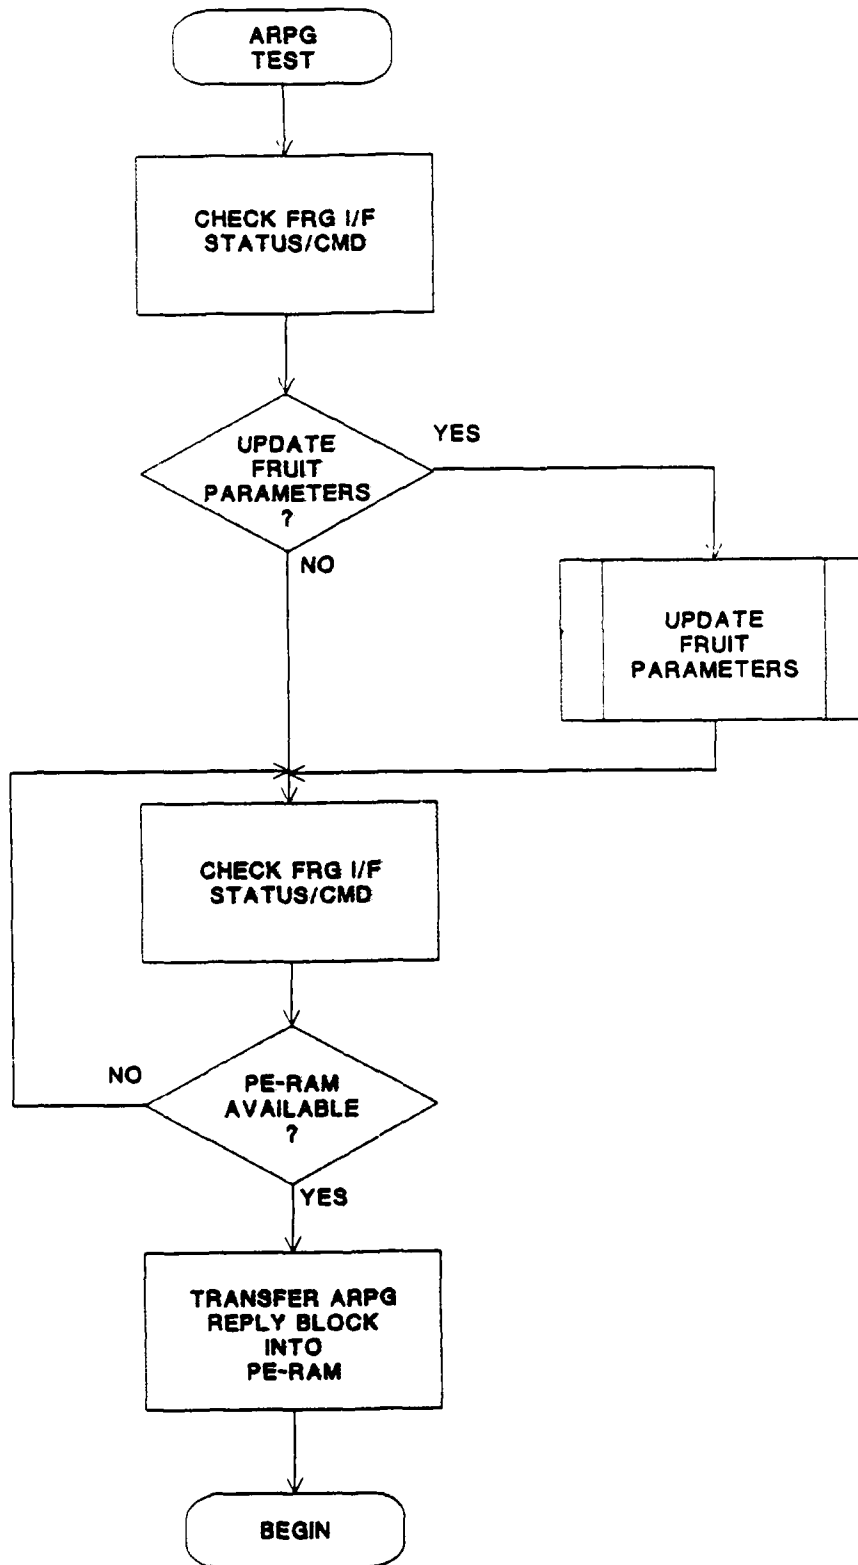 ARPG
TEST
CHECK FRG I/F
STATUS/CMD
UPDATE
FRUIT
PARAMETERS
?
YES
NO
UPDATE
FRUIT
PARAMETERS
CHECK FRG I/F
STATUS/CMD
NO
PE-RAM
AVAILABLE
?
YES
TRANSFER ARPG
REPLY BLOCK
INTO
PE-RAM
BEGIN